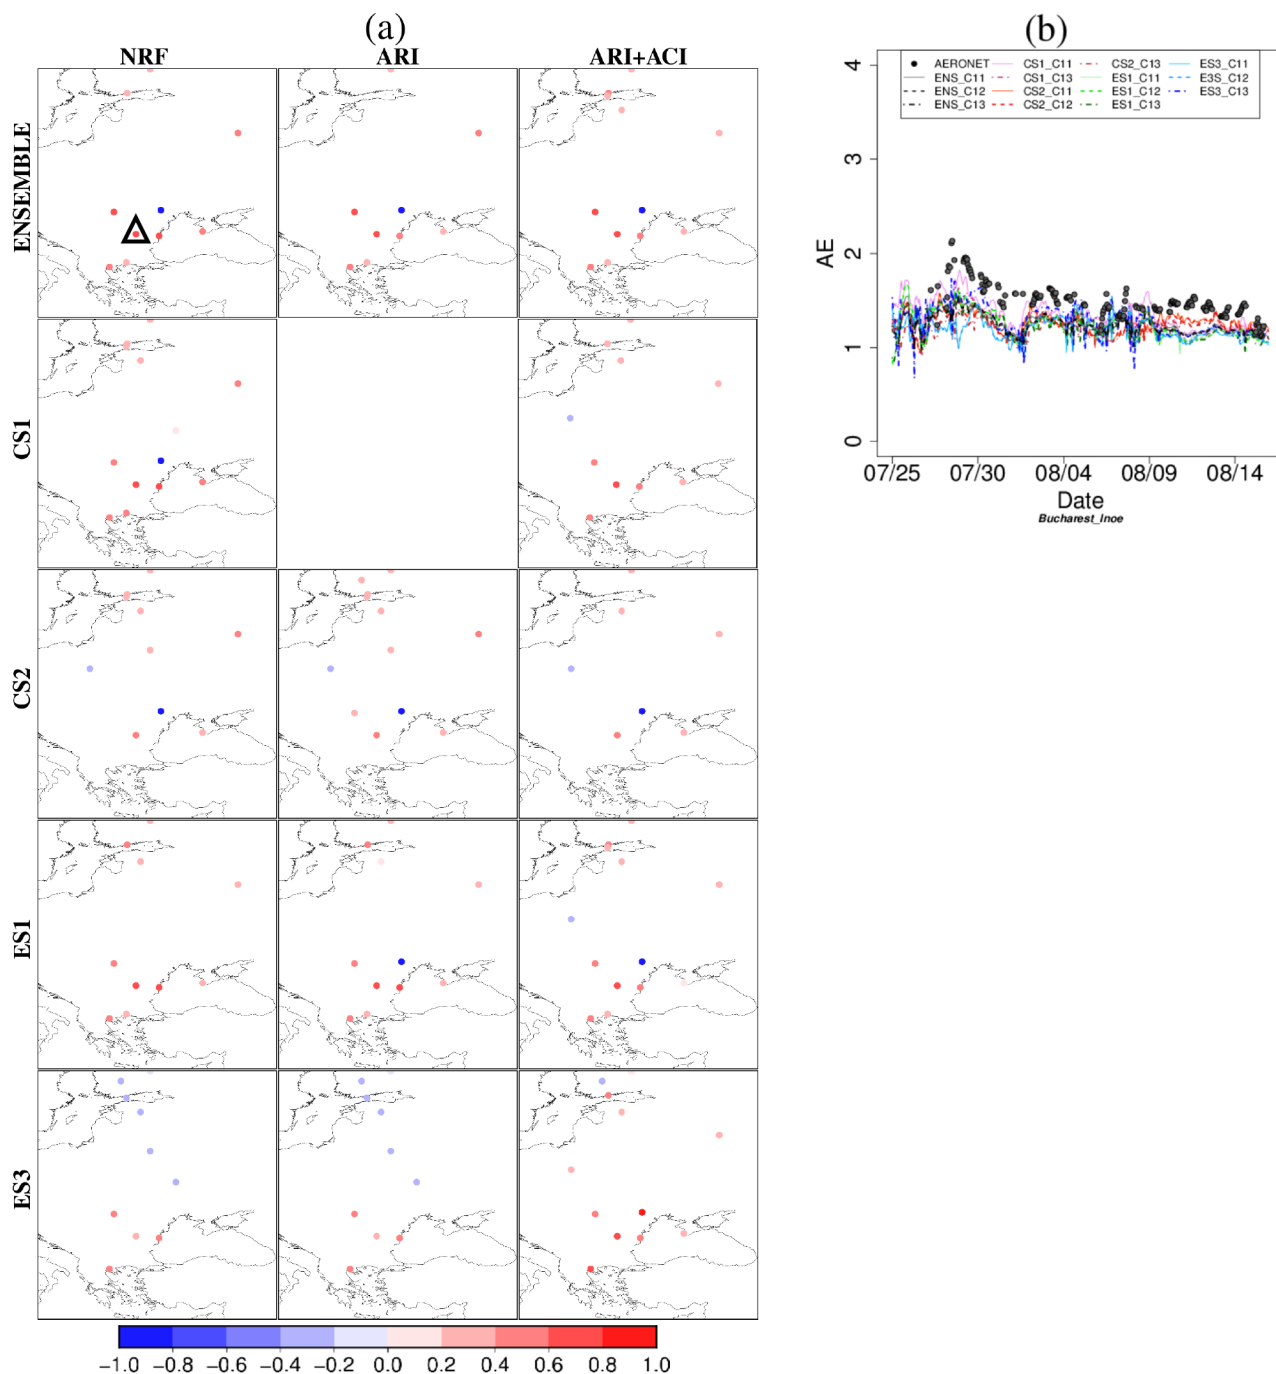 (a)
(b)
NRF ARI ARI+ACI
ENSEMBLE
CS1
CS2
ES1
ES3
-1.0 -0.8 -0.6 -0.4 -0.2 0.0 0.2 0.4 0.6 0.8 1.0
AERONET CS1_C11 CS2_C13 ES3_C11
ENS_C11 CS1_C13 ES1_C11 E3S_C12
ENS_C12 CS2_C11 ES1_C12 ES3_C13
ENS_C13 CS2_C12 ES1_C13
4
3
2
1
0
AE
07/25 07/30 08/04 08/09 08/14
Date
Bucharest_Inoe